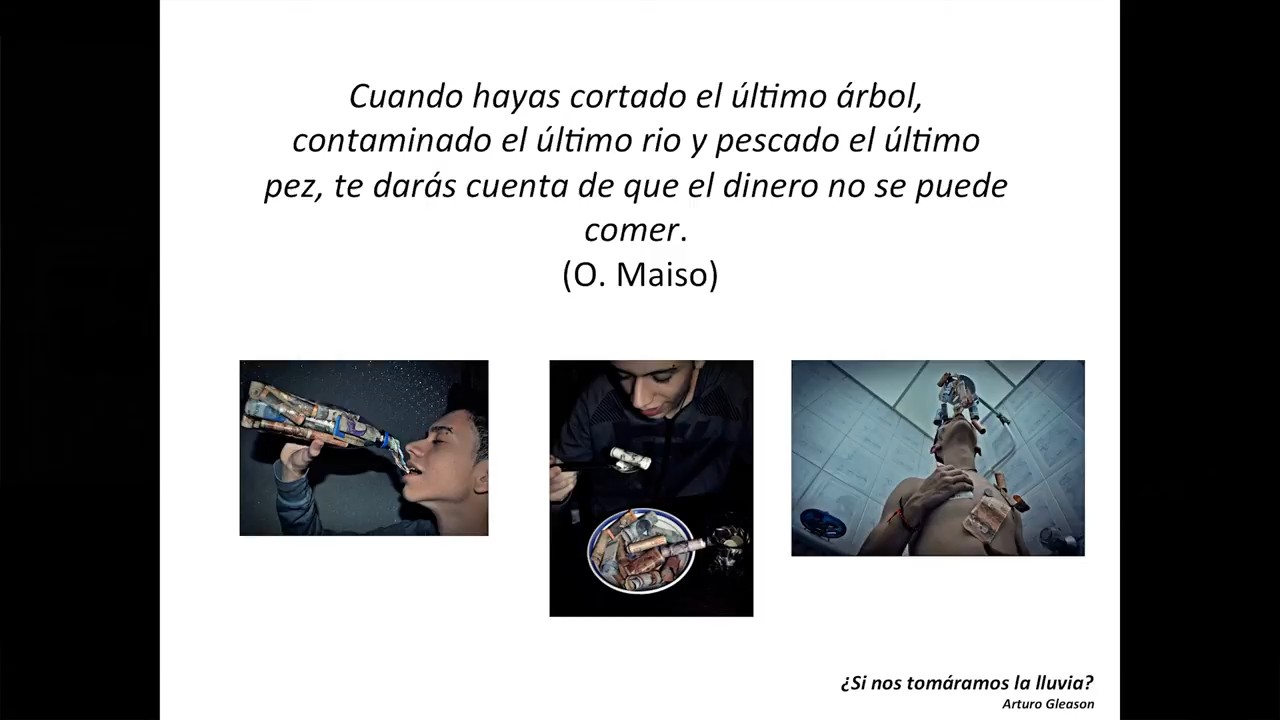 Cuando hayas cortado el último árbol,
contaminado el último rio y pescado el último
pez, te darás cuenta de que el dinero no se puede
comer.
(O. Maiso)
¿Si nos tomáramos la lluvia?
Arturo Gleason